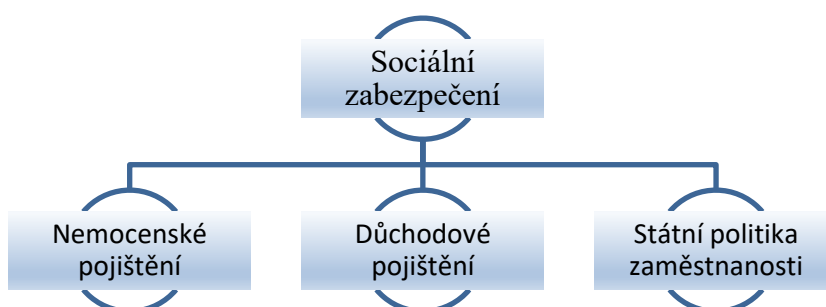 Sociální
zabezpečení
Nemocenské
pojištění
Důchodové
pojištění
Státní politika
zaměstnanosti